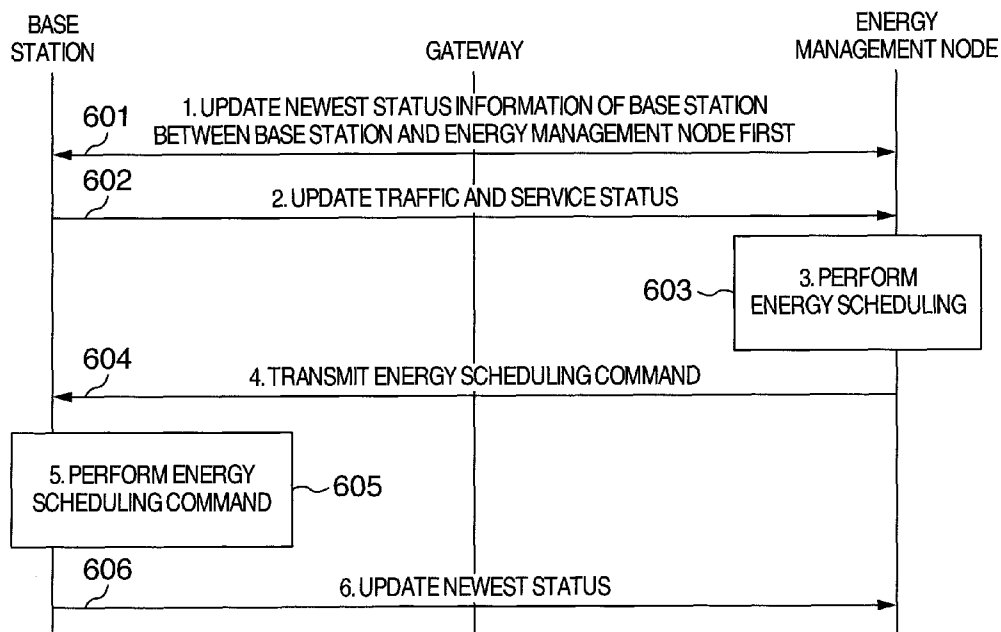 BASE
STATION
GATEWAY
ENERGY
MANAGEMENT NODE
601
1. UPDATE NEWEST STATUS INFORMATION OF BASE STATION
BETWEEN BASE STATION AND ENERGY MANAGEMENT NODE FIRST
602
2. UPDATE TRAFFIC AND SERVICE STATUS
603
3. PERFORM
ENERGY SCHEDULING
604
4. TRANSMIT ENERGY SCHEDULING COMMAND
5. PERFORM ENERGY
SCHEDULING COMMAND
605
606
6. UPDATE NEWEST STATUS